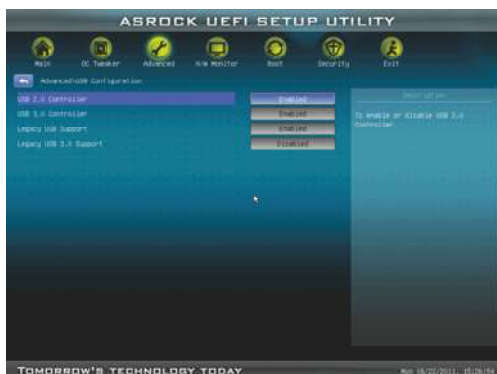 ASROCK UEFI SETUP UTILITY
Main OC Tweaker Advanced H/W Monitor Boot Security Exit
Advanced\USB Configuration
USB 2.0 Controller Enabled
USB 3.0 Controller Enabled
Legacy USB Support Enabled
Legacy USB 3.0 Support Disabled
Description
To enable or disable USB 2.0
Controller.
TOMORROW'S TECHNOLOGY TODAY